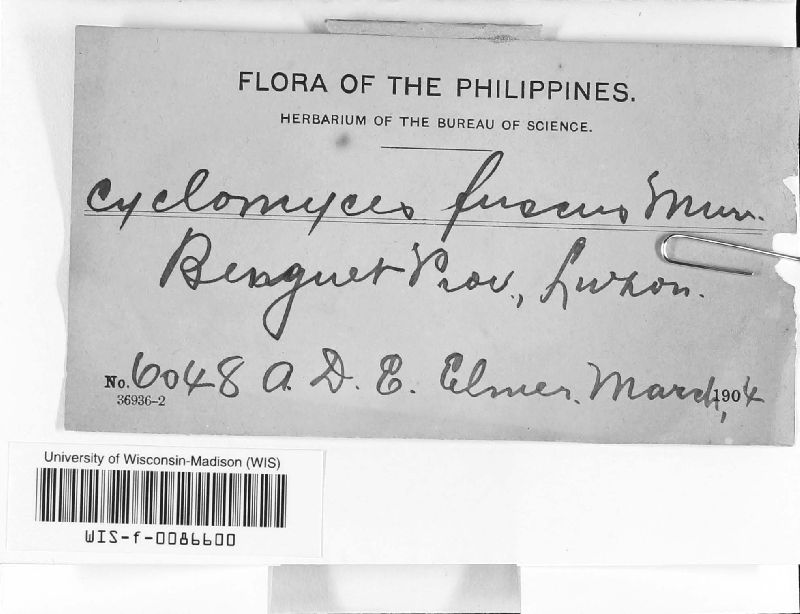 FLORA OF THE PHILIPPINES.
HERBARIUM OF THE BUREAU OF SCIENCE.
Cyclomyces fuscus Murr.
Benguet Prov., Luzon.
No. 6048 A. D. E. Elmer. March, 1904
36936-2
University of Wisconsin-Madison (WIS)
WIS-f-0086600